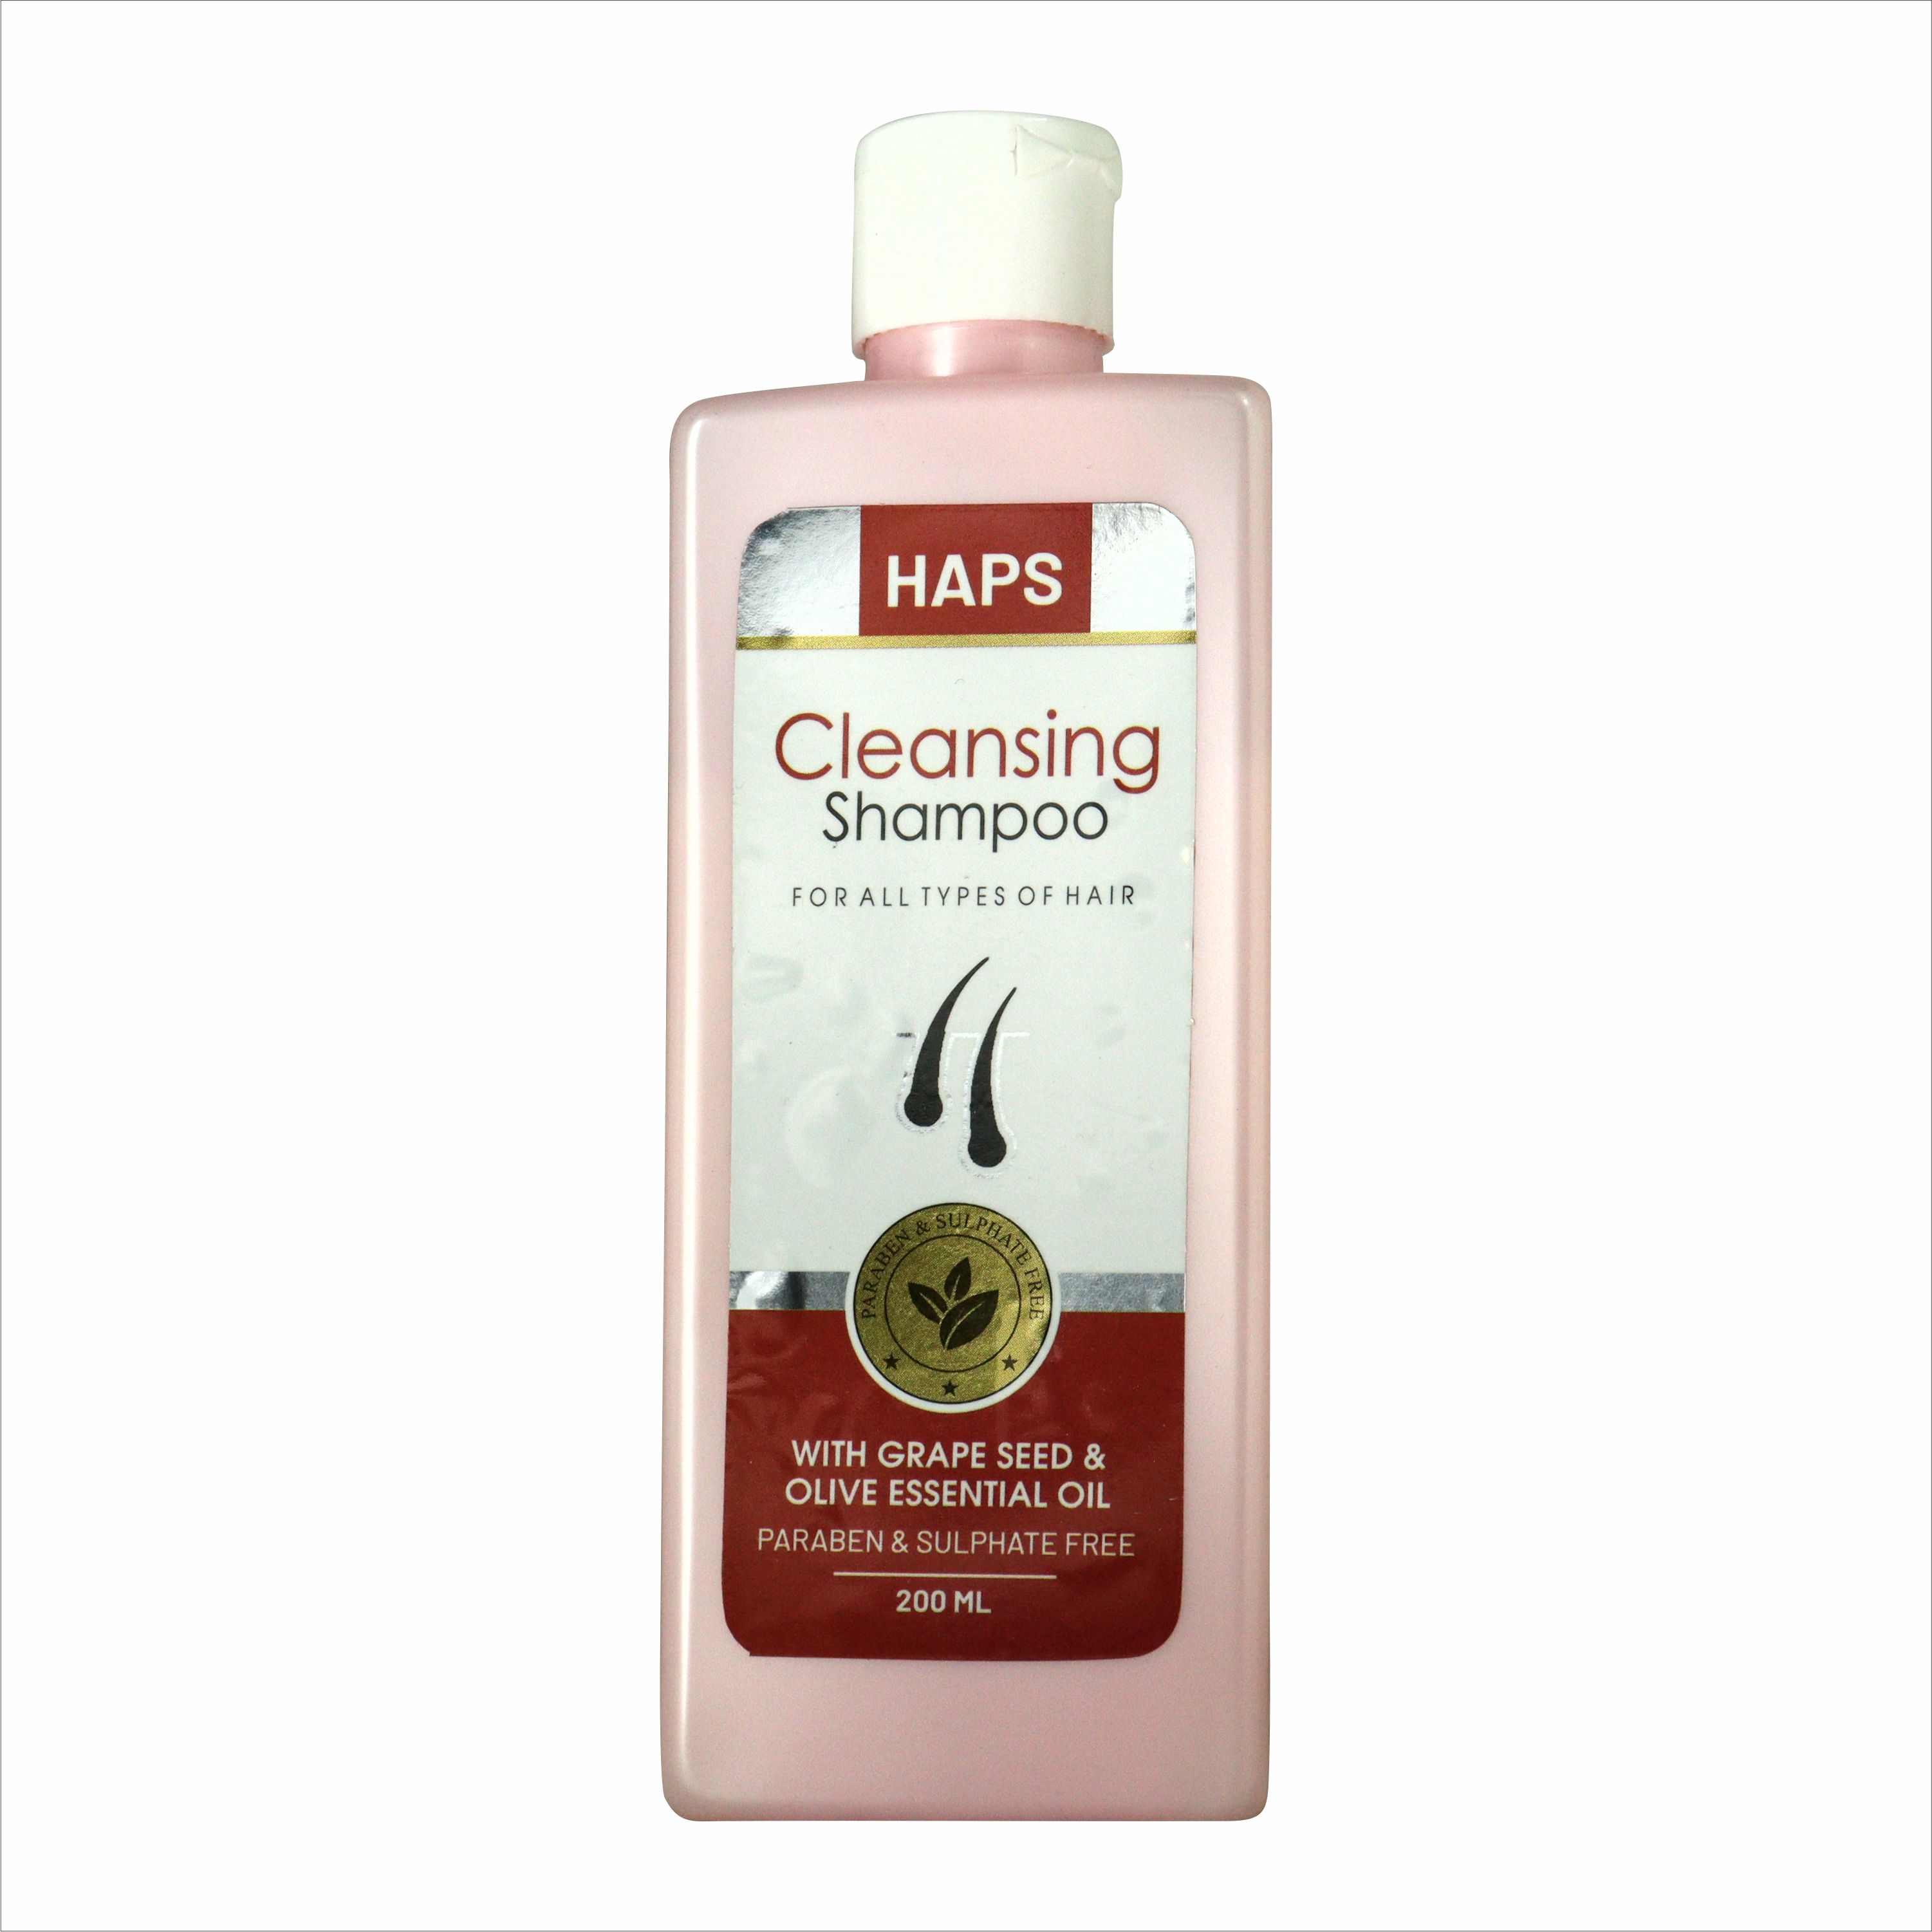 HAPS
Cleansing
Shampoo
FOR ALL TYPES OF HAIR
PARABEN & SULPHATE FREE
WITH GRAPE SEED &
OLIVE ESSENTIAL OIL
PARABEN & SULPHATE FREE
200 ML